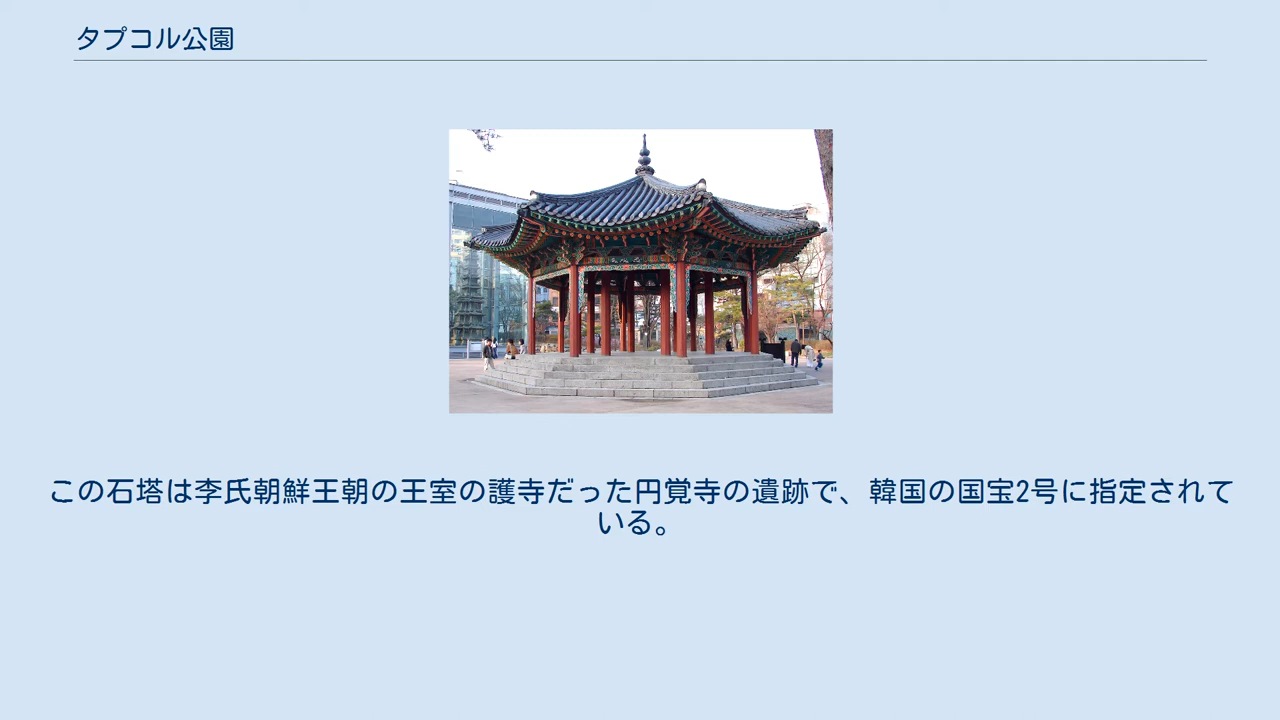 タプコル公園
この石塔は李氏朝鮮王朝の王室の護寺だった円覚寺の遺跡で、韓国の国宝2号に指定されて
いる。